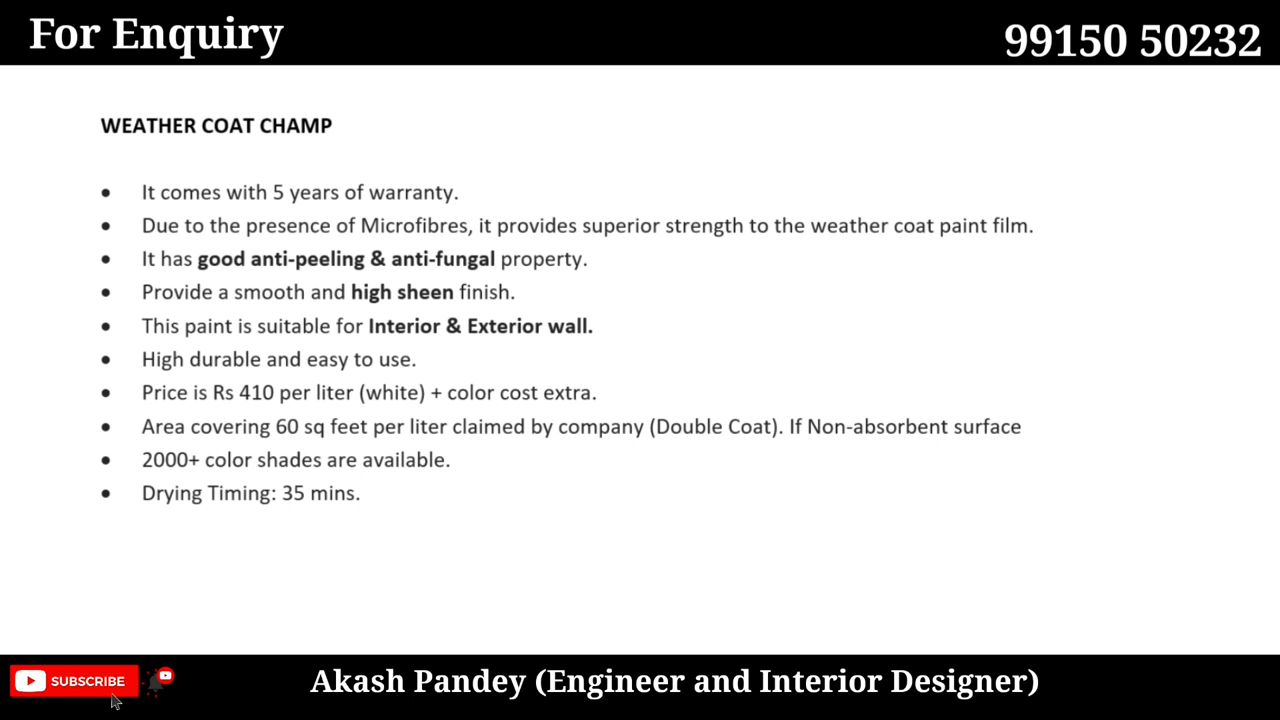 For Enquiry
99150 50232
WEATHER COAT CHAMP
• It comes with 5 years of warranty.
• Due to the presence of Microfibres, it provides superior strength to the weather coat paint film.
• It has good anti-peeling & anti-fungal property.
• Provide a smooth and high sheen finish.
• This paint is suitable for Interior & Exterior wall.
• High durable and easy to use.
• Price is Rs 410 per liter (white) + color cost extra.
• Area covering 60 sq feet per liter claimed by company (Double Coat). If Non-absorbent surface
• 2000+ color shades are available.
• Drying Timing: 35 mins.
SUBSCRIBE
Akash Pandey (Engineer and Interior Designer)